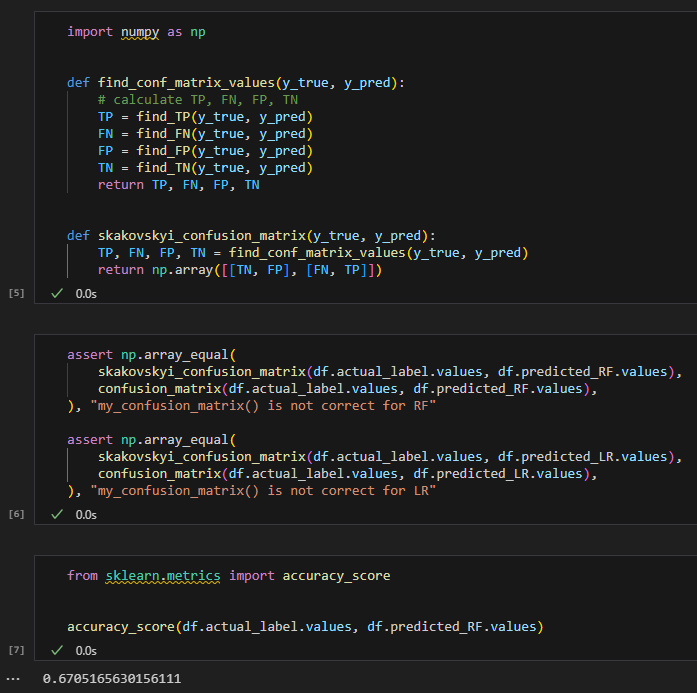 import numpy as np
def find_conf_matrix_values(y_true, y_pred):
# calculate TP, FN, FP, TN
TP = find_TP(y_true, y_pred)
FN = find_FN(y_true, y_pred)
FP = find_FP(y_true, y_pred)
TN = find_TN(y_true, y_pred)
return TP, FN, FP, TN
def skakovskyi_confusion_matrix(y_true, y_pred):
TP, FN, FP, TN = find_conf_matrix_values(y_true, y_pred)
return np.array([[TN, FP], [FN, TP]])
[5] 0.0s
assert np.array_equal(
skakovskyi_confusion_matrix(df.actual_label.values, df.predicted_RF.values),
confusion_matrix(df.actual_label.values, df.predicted_RF.values),
), "my_confusion_matrix() is not correct for RF"
assert np.array_equal(
skakovskyi_confusion_matrix(df.actual_label.values, df.predicted_LR.values),
confusion_matrix(df.actual_label.values, df.predicted_LR.values),
), "my_confusion_matrix() is not correct for LR"
[6] 0.0s
from sklearn.metrics import accuracy_score
accuracy_score(df.actual_label.values, df.predicted_RF.values)
[7] 0.0s
... 0.6705165630156111